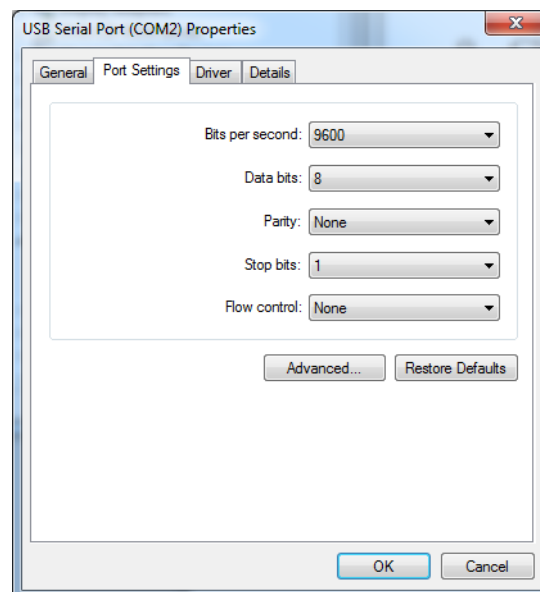 USB Serial Port (COM2) Properties
General Port Settings Driver Details
Bits per second: 9600
Data bits: 8
Parity: None
Stop bits: 1
Flow control: None
Advanced... Restore Defaults
OK Cancel